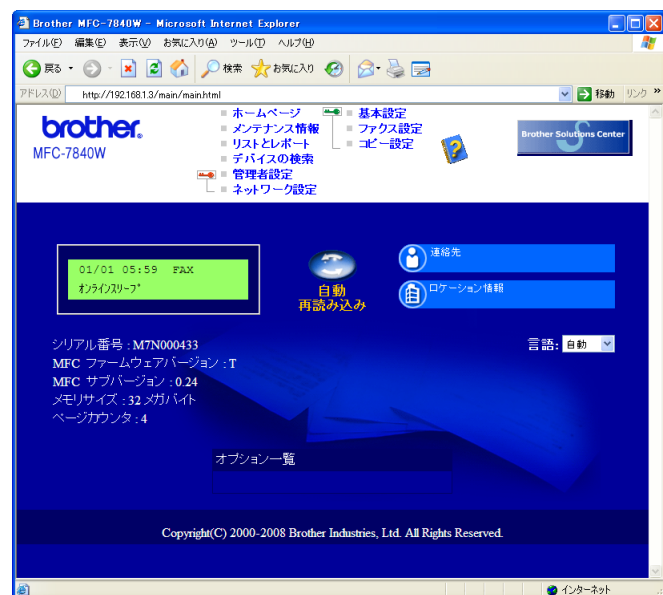 Brother MFC-7840W - Microsoft Internet Explorer
ファイル(F) 編集(E) 表示(V) お気に入り(A) ツール(T) ヘルプ(H)
戻る 検索 お気に入り
アドレス(D) http://192.168.1.3/main/main.html 移動 リンク »
brother.
MFC-7840W
ホームページ
メンテナンス情報
リストとレポート
デバイスの検索
管理者設定
ネットワーク設定
基本設定
ファクス設定
コピー設定
Brother Solutions Center
01/01 05:59 FAX
オンラインスリープ
自動
再読み込み
連絡先
ロケーション情報
シリアル番号 : M7N000433
言語: 自動
MFC ファームウェアバージョン : T
MFC サブバージョン : 0.24
メモリサイズ : 32 メガバイト
ページカウンタ : 4
オプション一覧
Copyright(C) 2000-2008 Brother Industries, Ltd. All Rights Reserved.
インターネット